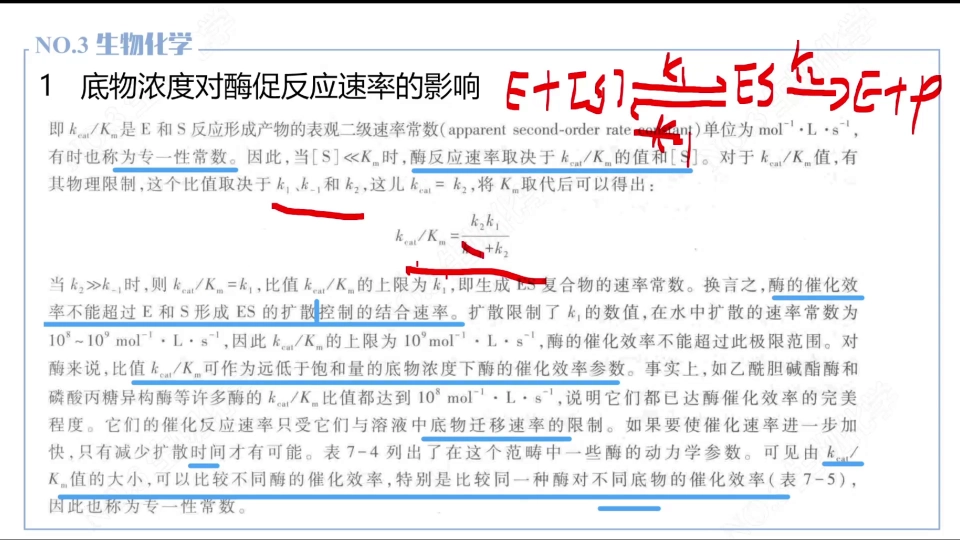 NO.3 生物化学
1 底物浓度对酶促反应速率的影响
E+[S] k₁ ES k₂ E+P
k₋₁
即 kcat/Km 是 E 和 S 反应形成产物的表观二级速率常数(apparent second-order rate constant)单位为 mol⁻¹·L·s⁻¹,
有时也称为专一性常数。因此,当[S]≪Km时,酶反应速率取决于 kcat/Km 的值和[S]。对于 kcat/Km 值,有
其物理限制,这个比值取决于 k₁、k₋₁ 和 k₂,这儿 kcat = k₂,将 Km 取代后可以得出:
kcat/Km = k₂k₁ / +k₂
当 k₂≫k₋₁时,则 kcat/Km = k₁,比值 kcat/Km 的上限为 k₁,即生成 ES 复合物的速率常数。换言之,酶的催化效
率不能超过 E 和 S 形成 ES 的扩散控制的结合速率。扩散限制了 k₁ 的数值,在水中扩散的速率常数为
10⁸~10⁹ mol⁻¹·L·s⁻¹,因此 kcat/Km 的上限为 10⁹mol⁻¹·L·s⁻¹,酶的催化效率不能超过此极限范围。对
酶来说,比值 kcat/Km 可作为远低于饱和量的底物浓度下酶的催化效率参数。事实上,如乙酰胆碱酯酶和
磷酸丙糖异构酶等许多酶的 kcat/Km 比值都达到 10⁸ mol⁻¹·L·s⁻¹,说明它们都已达酶催化效率的完美
程度。它们的催化反应速率只受它们与溶液中底物迁移速率的限制。如果要使催化速率进一步加
快,只有减少扩散时间才有可能。表 7-4 列出了在这个范畴中一些酶的动力学参数。可见由 kcat/
Km 值的大小,可以比较不同酶的催化效率,特别是比较同一种酶对不同底物的催化效率(表 7-5),
因此也称为专一性常数。